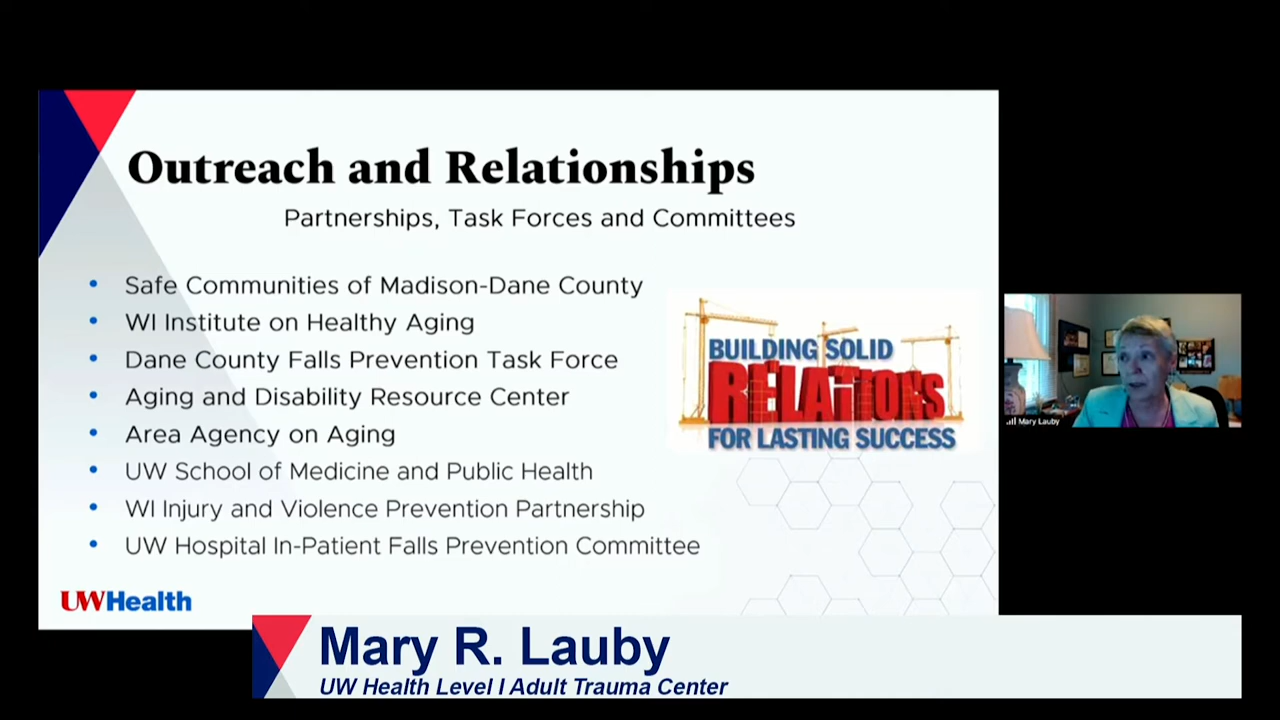 Outreach and Relationships
Partnerships, Task Forces and Committees
• Safe Communities of Madison-Dane County
• WI Institute on Healthy Aging
• Dane County Falls Prevention Task Force
• Aging and Disability Resource Center
• Area Agency on Aging
• UW School of Medicine and Public Health
• WI Injury and Violence Prevention Partnership
• UW Hospital In-Patient Falls Prevention Committee
BUILDING SOLID
RELATIONS
FOR LASTING SUCCESS
Mary Lauby
UWHealth
Mary R. Lauby
UW Health Level I Adult Trauma Center